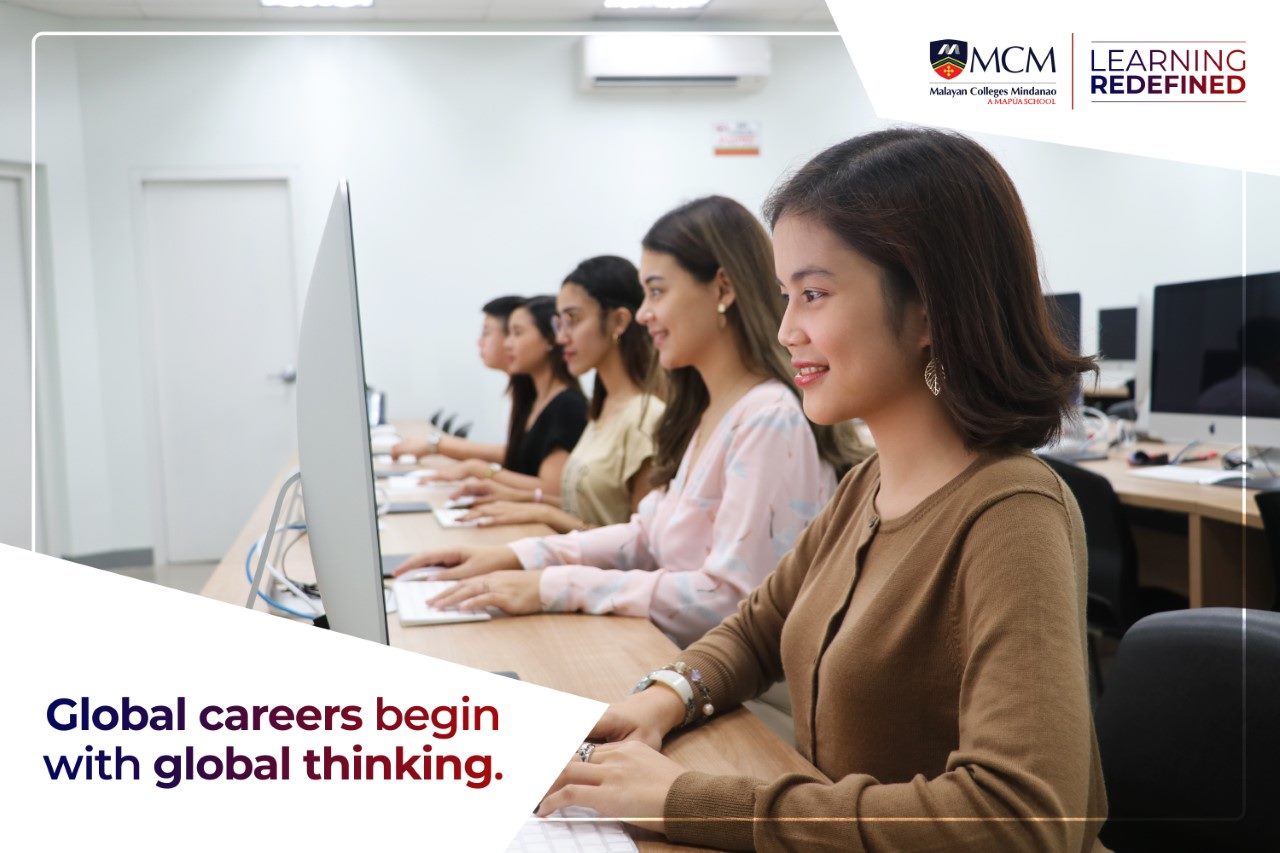 MCM
Malayan Colleges Mindanao
A MAPÚA SCHOOL
LEARNING
REDEFINED
Global careers begin
with global thinking.